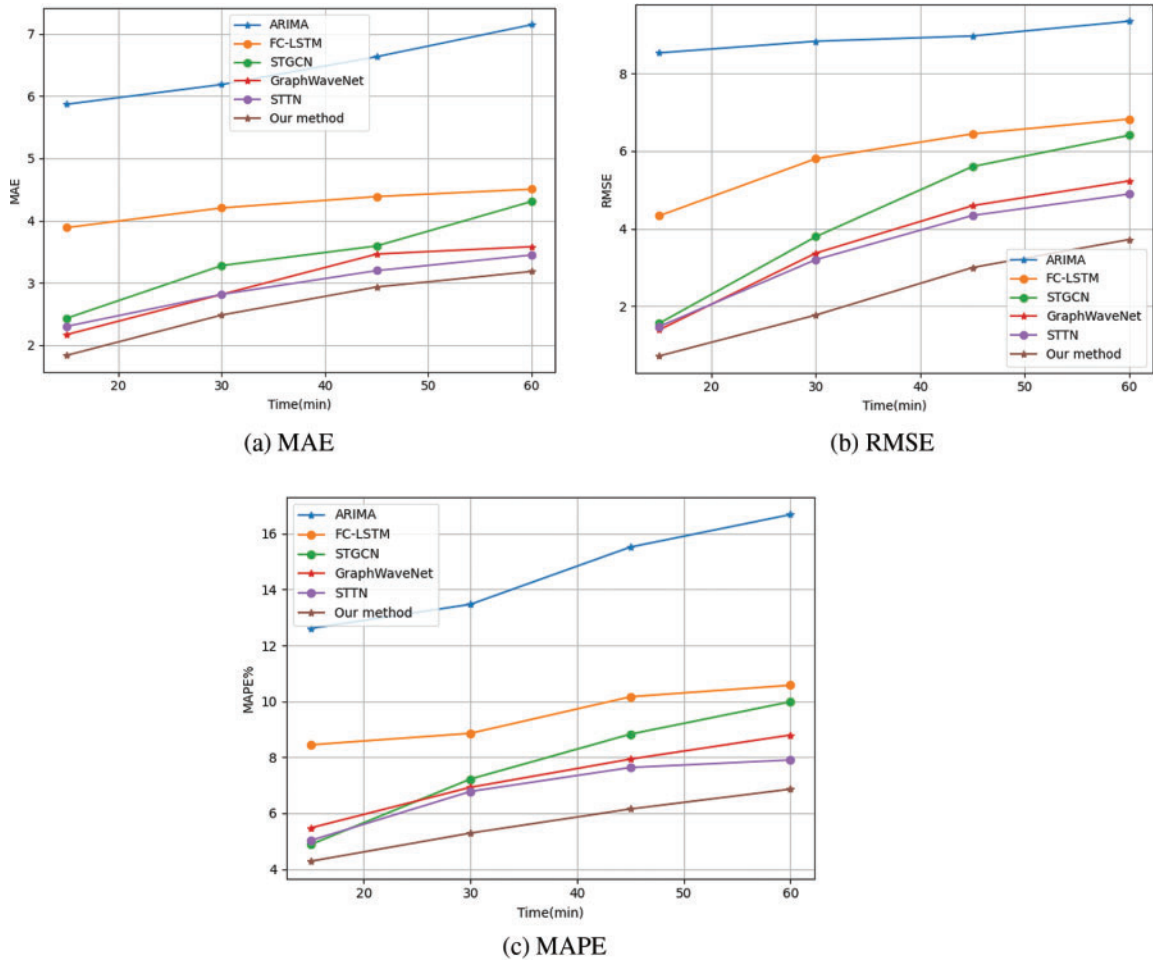 7
6
5
4
3
2
MAE
ARIMA
FC-LSTM
STGCN
GraphWaveNet
STTN
Our method
20
30
40
50
60
Time(min)
(a) MAE
8
6
4
2
RMSE
ARIMA
FC-LSTM
STGCN
GraphWaveNet
STTN
Our method
20
30
40
50
60
Time(min)
(b) RMSE
16
14
12
10
8
6
4
MAPE%
ARIMA
FC-LSTM
STGCN
GraphWaveNet
STTN
Our method
20
30
40
50
60
Time(min)
(c) MAPE